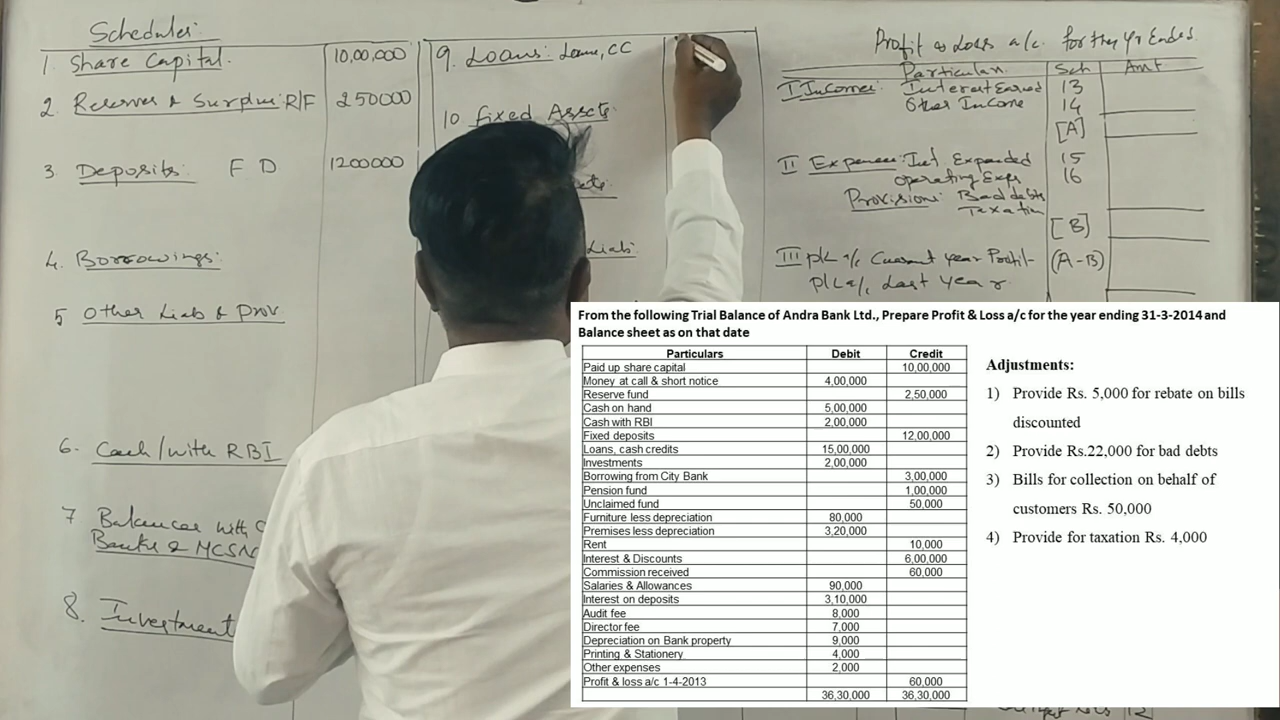 Schedules:
1. Share Capital. 10,00,000
2. Reserves & Surplus: R/F 250000
3. Deposits: F D 1200000
4. Borrowings:
5 Other Liab & Prov
6. Cash/with RBI
7 Balances with
Banks & MCSN
8. Investment
9. Loans: Loans, CC
10. Fixed Assets:
Liab:
Profit & Loss a/c. for the yr Ended.
Particulars Sch Amt
I Incomes: Interest Earned 13
Other Income 14
[A]
II Expenses: Int. Expended 15
Operating Exps 16
Provision: Bad debts
Taxation
[B]
III P/L a/c Current year Profit- (A-B)
P/L a/c Last year
From the following Trial Balance of Andra Bank Ltd., Prepare Profit & Loss a/c for the year ending 31-3-2014 and
Balance sheet as on that date
Particulars Debit Credit
Paid up share capital 10,00,000
Money at call & short notice 4,00,000
Reserve fund 2,50,000
Cash on hand 5,00,000
Cash with RBI 2,00,000
Fixed deposits 12,00,000
Loans, cash credits 15,00,000
Investments 2,00,000
Borrowing from City Bank 3,00,000
Pension fund 1,00,000
Unclaimed fund 50,000
Furniture less depreciation 80,000
Premises less depreciation 3,20,000
Rent 10,000
Interest & Discounts 6,00,000
Commission received 60,000
Salaries & Allowances 90,000
Interest on deposits 3,10,000
Audit fee 8,000
Director fee 7,000
Depreciation on Bank property 9,000
Printing & Stationery 4,000
Other expenses 2,000
Profit & loss a/c 1-4-2013 60,000
36,30,000 36,30,000
Adjustments:
1) Provide Rs. 5,000 for rebate on bills
discounted
2) Provide Rs.22,000 for bad debts
3) Bills for collection on behalf of
customers Rs. 50,000
4) Provide for taxation Rs. 4,000